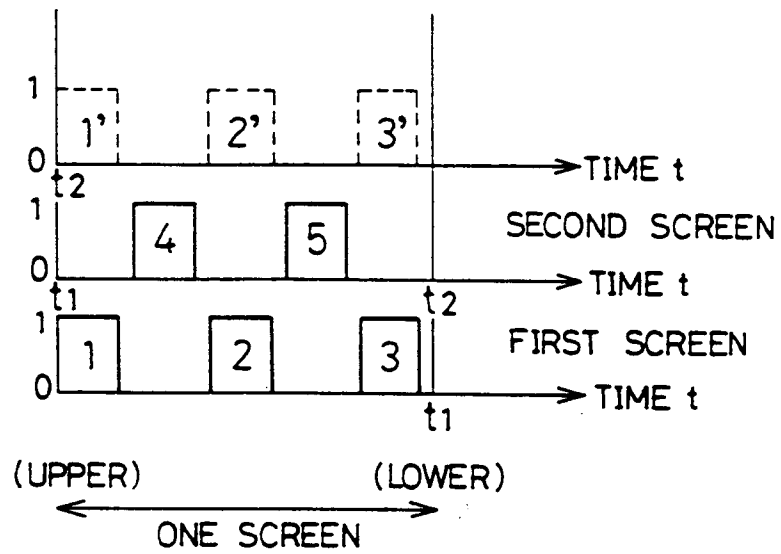 1
1' 2' 3'
0
t2
TIME t
1
4 5
SECOND SCREEN
0
t1 t2
TIME t
1
1 2 3
FIRST SCREEN
0
t1
TIME t
(UPPER) (LOWER)
ONE SCREEN